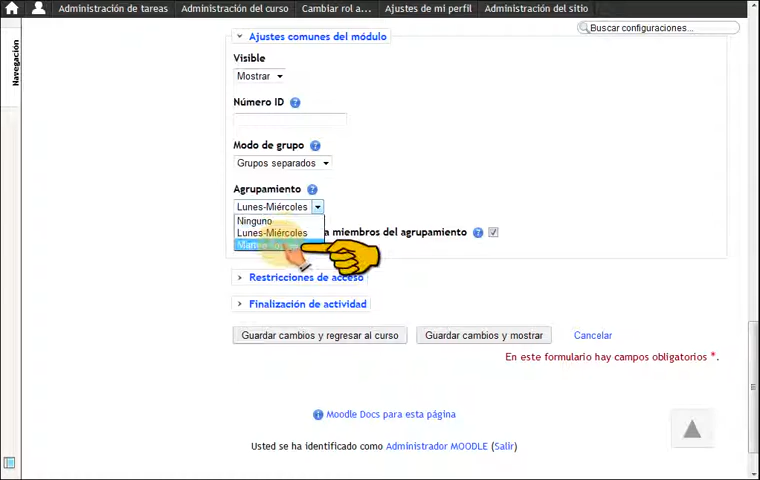 Administración de tareas Administración del curso Cambiar rol a... Ajustes de mi perfil Administración del sitio
Buscar configuraciones...
Navegación
Ajustes comunes del módulo
Visible
Mostrar
Número ID
Modo de grupo
Grupos separados
Agrupamiento
Lunes-Miércoles
Ninguno
Lunes-Miércoles
a miembros del agrupamiento
Restricciones de acceso
Finalización de actividad
Guardar cambios y regresar al curso Guardar cambios y mostrar Cancelar
En este formulario hay campos obligatorios *.
Moodle Docs para esta página
Usted se ha identificado como Administrador MOODLE (Salir)